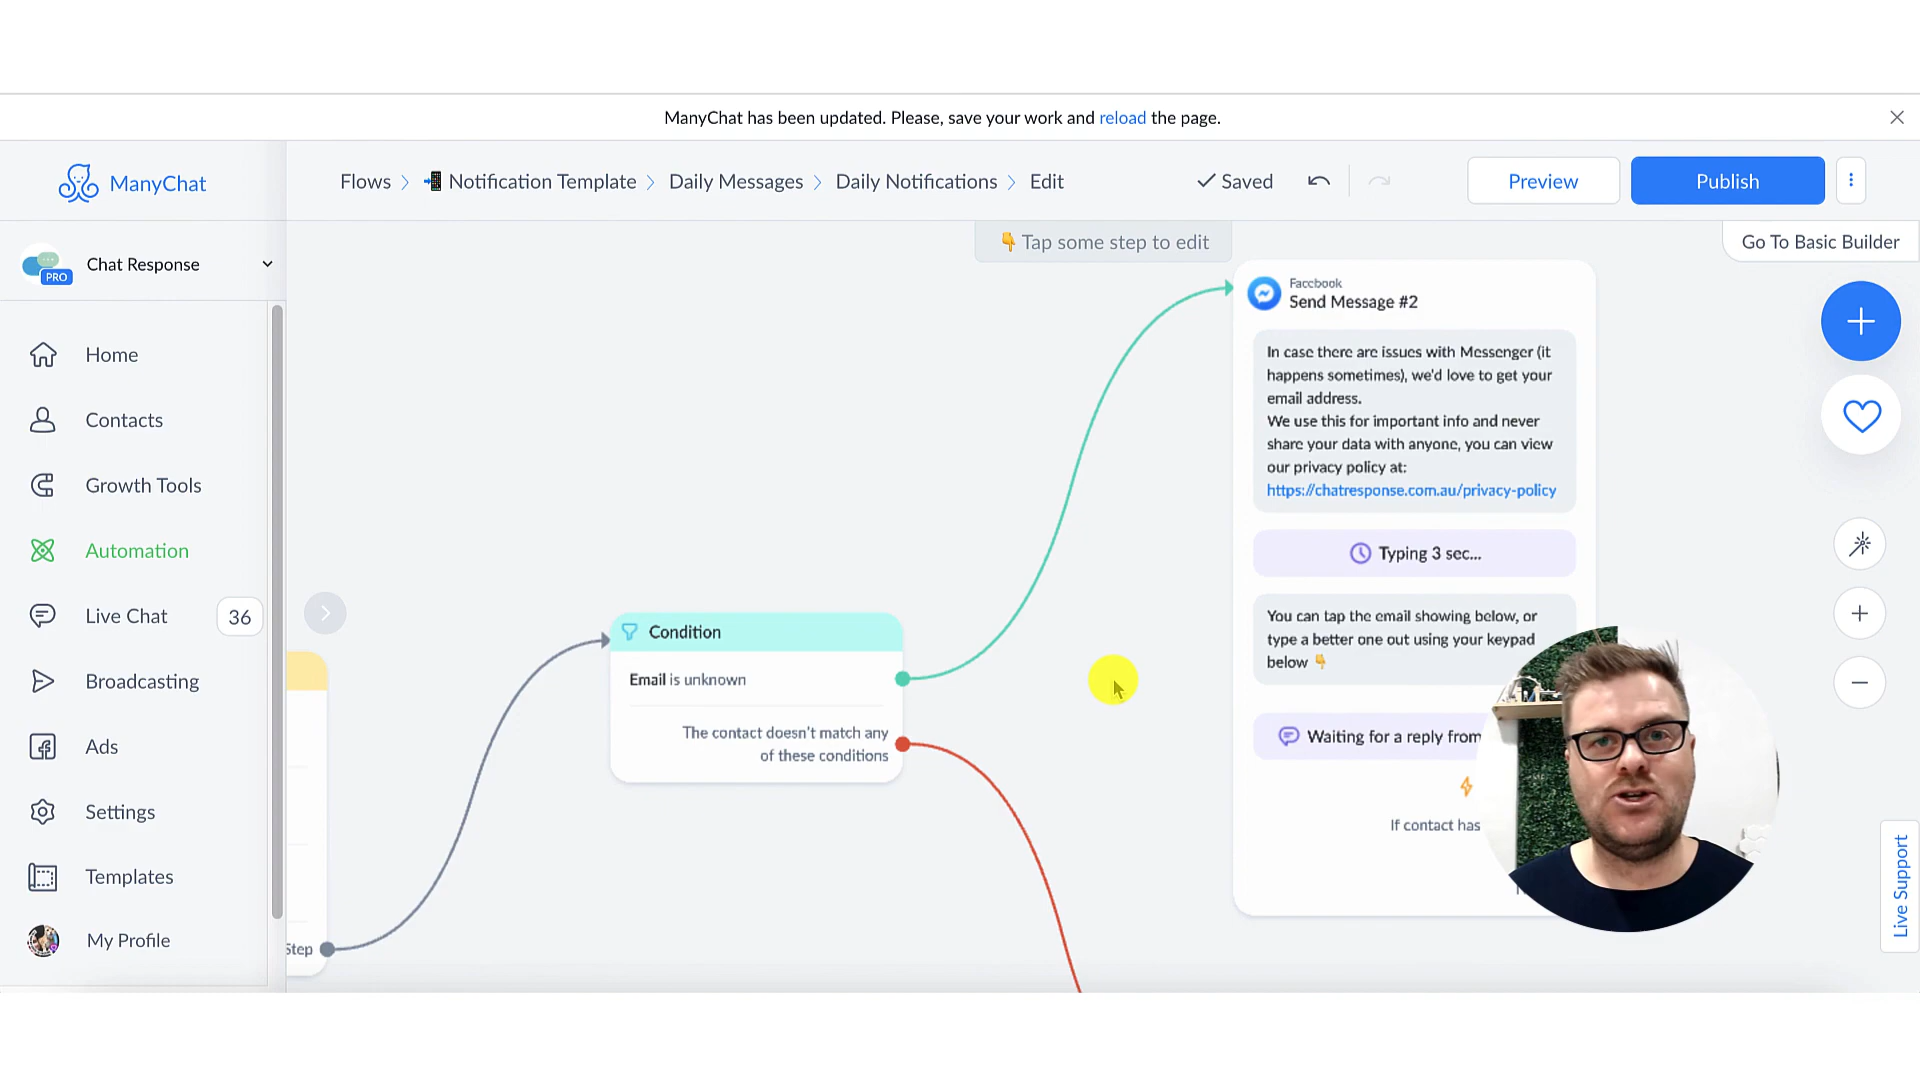 ManyChat has been updated. Please, save your work and reload the page.
ManyChat
Flows
Notification Template
Daily Messages
Daily Notifications
Edit
Saved
Preview
Publish
Chat Response
PRO
Tap some step to edit
Go To Basic Builder
Home
Contacts
Growth Tools
Automation
Live Chat
36
Broadcasting
Ads
Settings
Templates
My Profile
Step
Condition
Email is unknown
The contact doesn't match any
of these conditions
Facebook
Send Message #2
In case there are issues with Messenger (it
happens sometimes), we'd love to get your
email address.
We use this for important info and never
share your data with anyone, you can view
our privacy policy at:
https://chatresponse.com.au/privacy-policy
Typing 3 sec...
You can tap the email showing below, or
type a better one out using your keypad
below
Waiting for a reply from
If contact has
Live Support